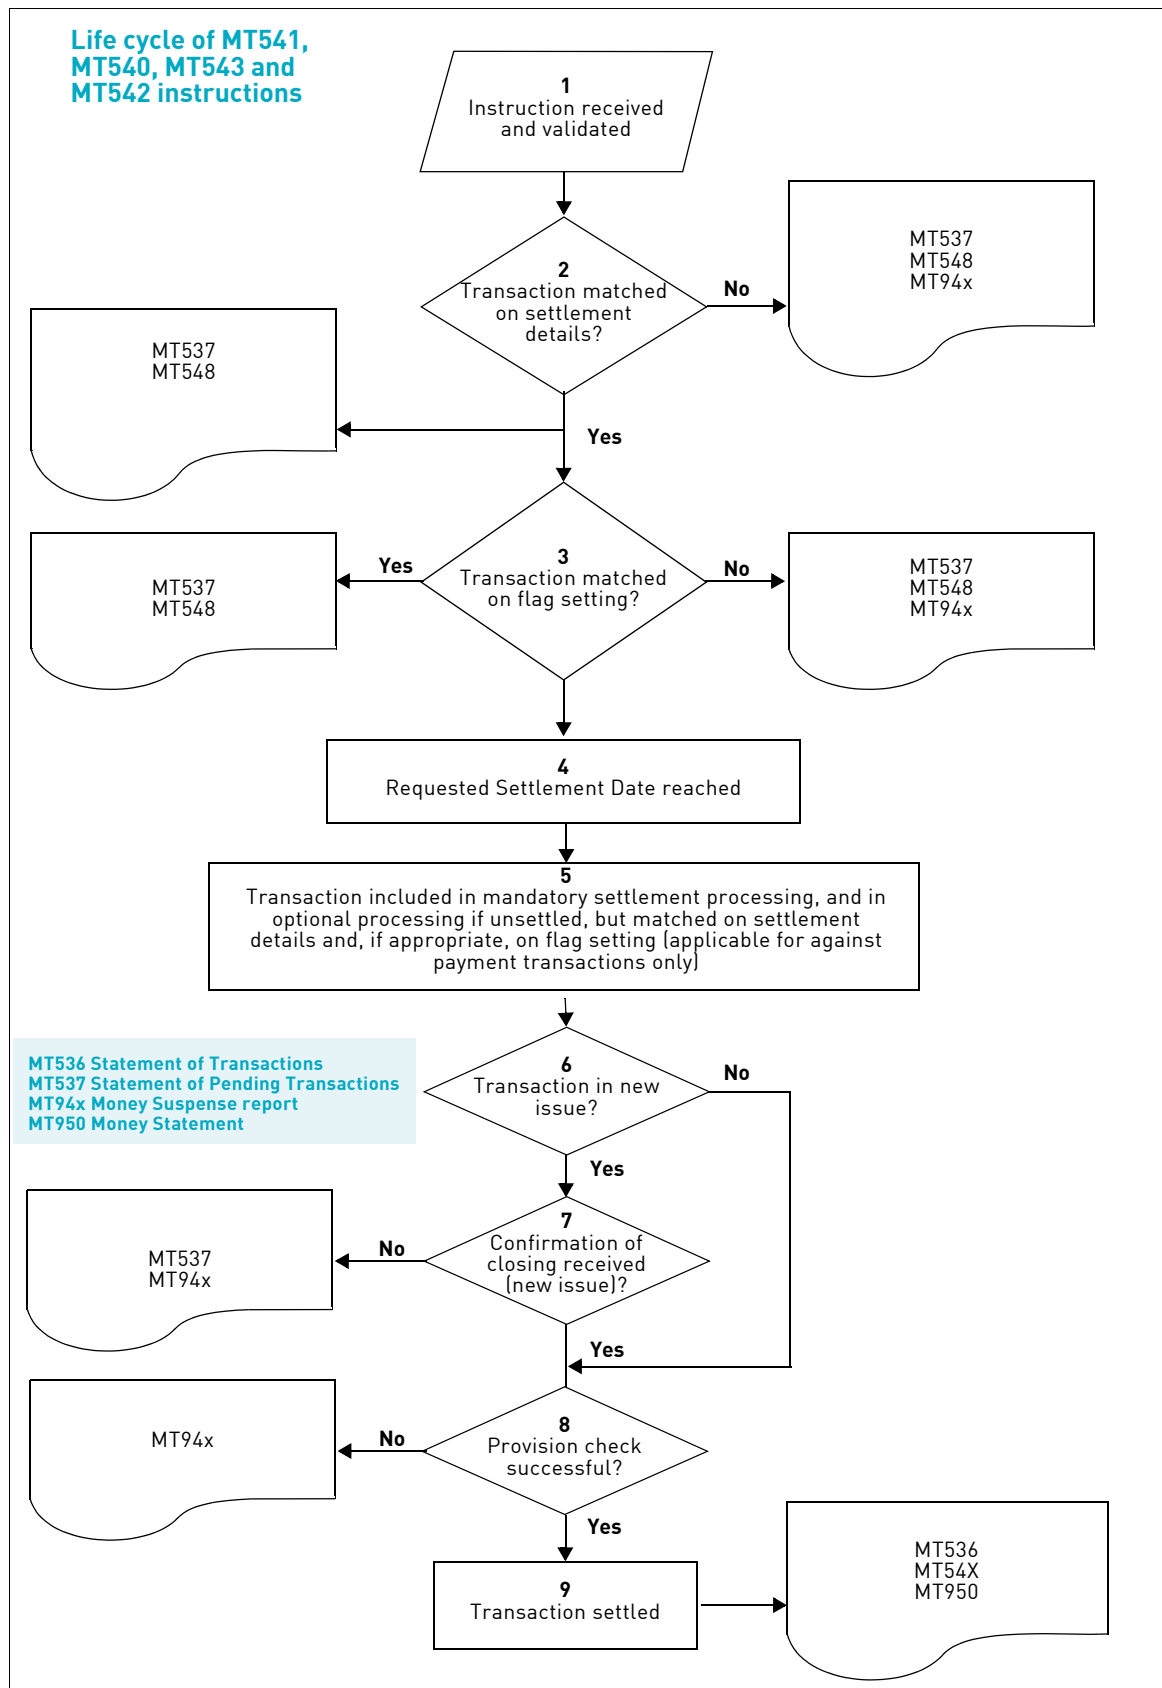 Life cycle of MT541,
MT540, MT543 and
MT542 instructions
1
Instruction received
and validated
2
Transaction matched
on settlement
details?
No
MT537
MT548
MT94x
MT537
MT548
Yes
3
Transaction matched
on flag setting?
Yes
MT537
MT548
No
MT537
MT548
MT94x
4
Requested Settlement Date reached
5
Transaction included in mandatory settlement processing, and in
optional processing if unsettled, but matched on settlement
details and, if appropriate, on flag setting (applicable for against
payment transactions only)
MT536 Statement of Transactions
MT537 Statement of Pending Transactions
MT94x Money Suspense report
MT950 Money Statement
6
Transaction in new
issue?
No
Yes
7
Confirmation of
closing received
(new issue)?
No
MT537
MT94x
Yes
8
Provision check
successful?
No
MT94x
Yes
9
Transaction settled
MT536
MT54X
MT950